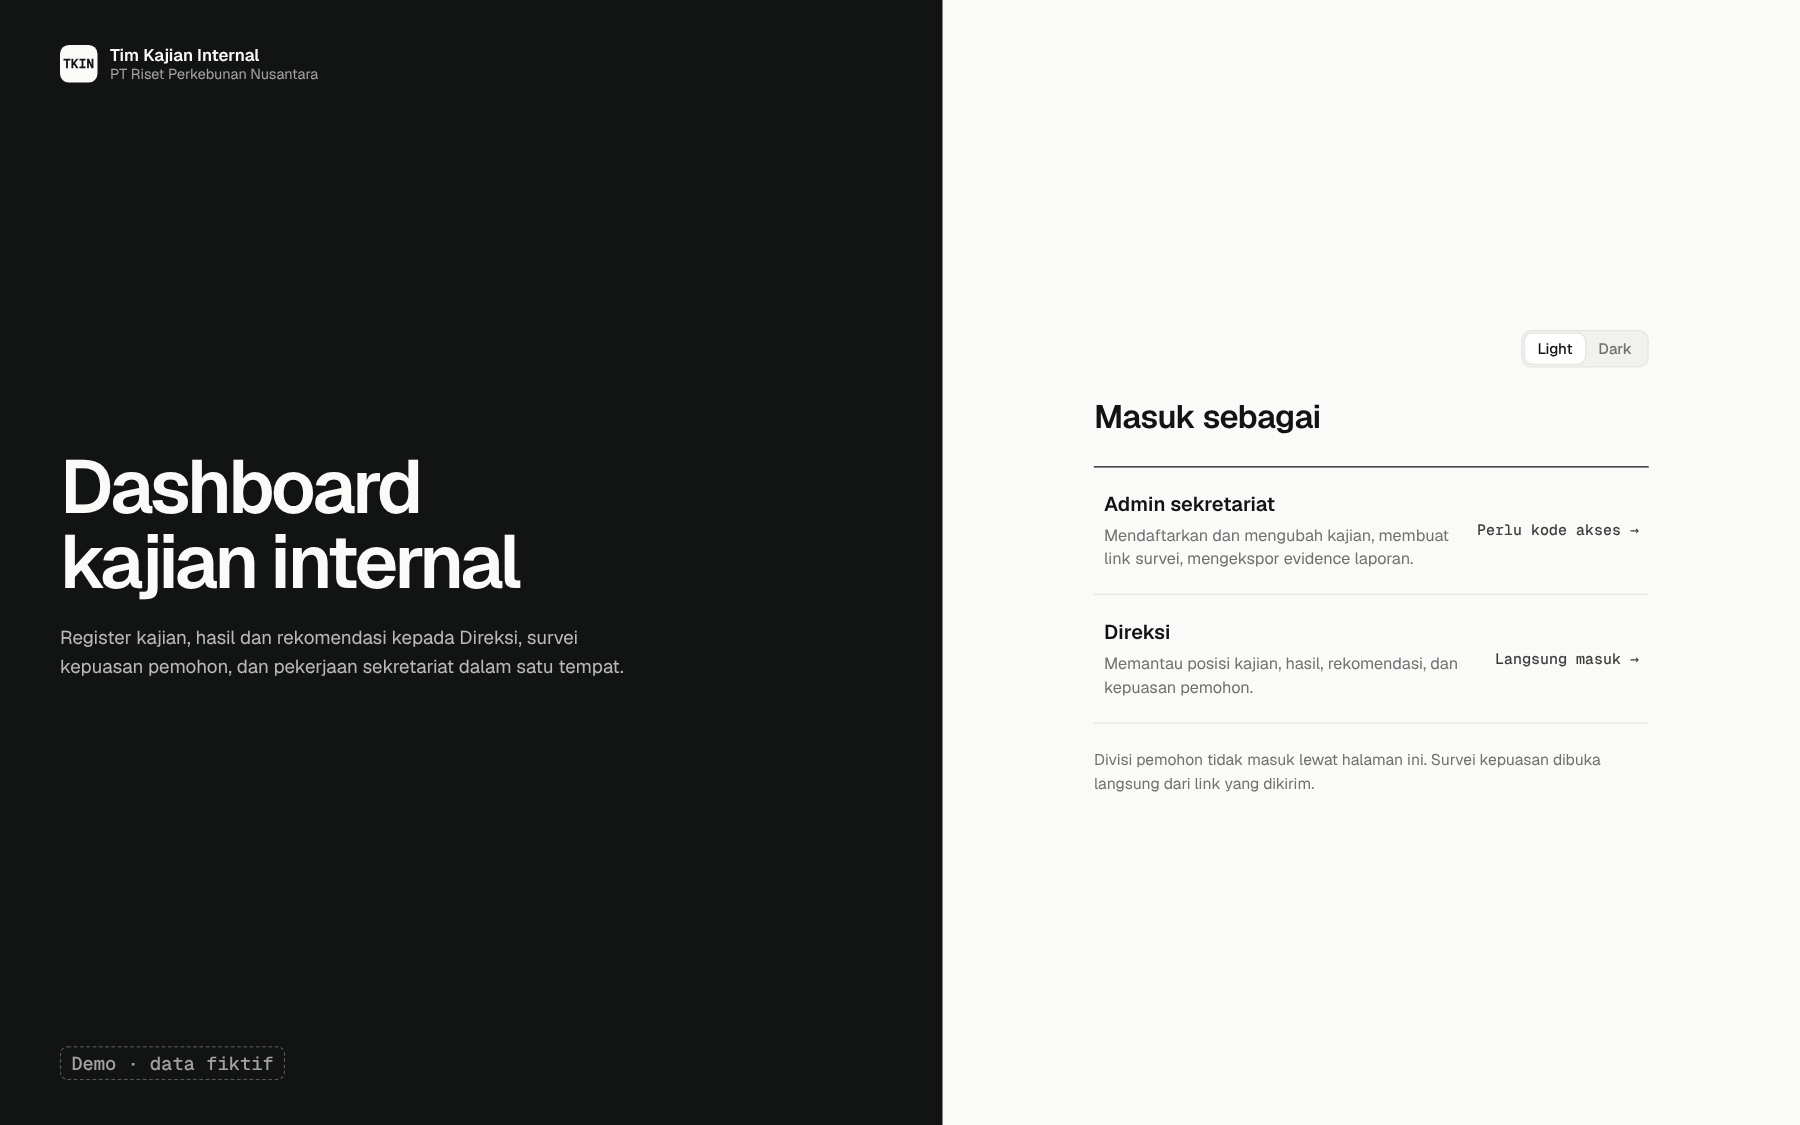 TKIN
Tim Kajian Internal
PT Riset Perkebunan Nusantara
Dashboard
kajian internal
Register kajian, hasil dan rekomendasi kepada Direksi, survei
kepuasan pemohon, dan pekerjaan sekretariat dalam satu tempat.
Demo · data fiktif
Light
Dark
Masuk sebagai
Admin sekretariat
Mendaftarkan dan mengubah kajian, membuat
link survei, mengekspor evidence laporan.
Perlu kode akses →
Direksi
Memantau posisi kajian, hasil, rekomendasi, dan
kepuasan pemohon.
Langsung masuk →
Divisi pemohon tidak masuk lewat halaman ini. Survei kepuasan dibuka
langsung dari link yang dikirim.